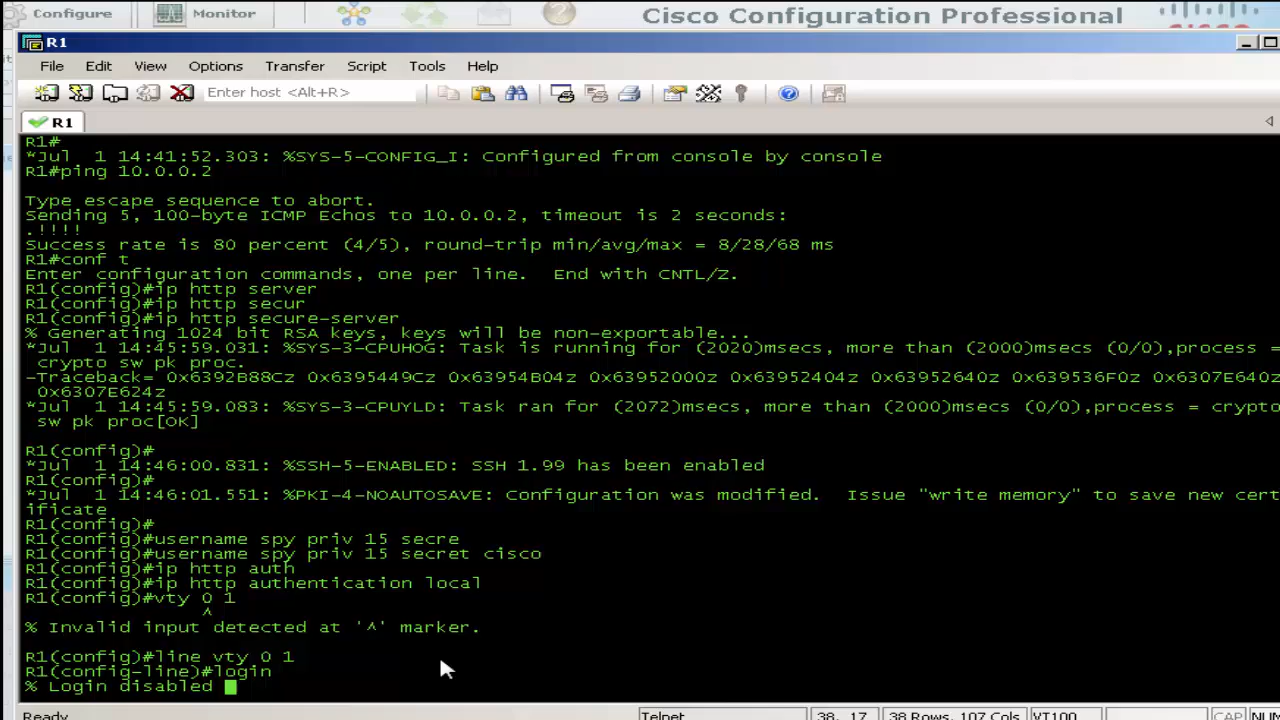 Configure Monitor Cisco Configuration Professional
R1
File Edit View Options Transfer Script Tools Help
Enter host <Alt+R>
R1
R1#
*Jul  1 14:41:52.303: %SYS-5-CONFIG_I: Configured from console by console
R1#ping 10.0.0.2
Type escape sequence to abort.
Sending 5, 100-byte ICMP Echos to 10.0.0.2, timeout is 2 seconds:
.!!!!
Success rate is 80 percent (4/5), round-trip min/avg/max = 8/28/68 ms
R1#conf t
Enter configuration commands, one per line.  End with CNTL/Z.
R1(config)#ip http server
R1(config)#ip http secur
R1(config)#ip http secure-server
% Generating 1024 bit RSA keys, keys will be non-exportable...
*Jul  1 14:45:59.031: %SYS-3-CPUHOG: Task is running for (2020)msecs, more than (2000)msecs (0/0),process =
crypto sw pk proc.
-Traceback= 0x6392B88Cz 0x6395449Cz 0x63954B04z 0x63952000z 0x63952404z 0x63952640z 0x639536F0z 0x6307E640z
0x6307E624z
*Jul  1 14:45:59.083: %SYS-3-CPUYLD: Task ran for (2072)msecs, more than (2000)msecs (0/0),process = crypto
sw pk proc[OK]
R1(config)#
*Jul  1 14:46:00.831: %SSH-5-ENABLED: SSH 1.99 has been enabled
R1(config)#
*Jul  1 14:46:01.551: %PKI-4-NOAUTOSAVE: Configuration was modified.  Issue "write memory" to save new cert
ificate
R1(config)#
R1(config)#username spy priv 15 secre
R1(config)#username spy priv 15 secret cisco
R1(config)#ip http auth
R1(config)#ip http authentication local
R1(config)#vty 0 1
^
% Invalid input detected at '^' marker.
R1(config)#line vty 0 1
R1(config-line)#login
% Login disabled
Ready Telnet 38, 17 38 Rows, 107 Cols VT100 CAP NUM